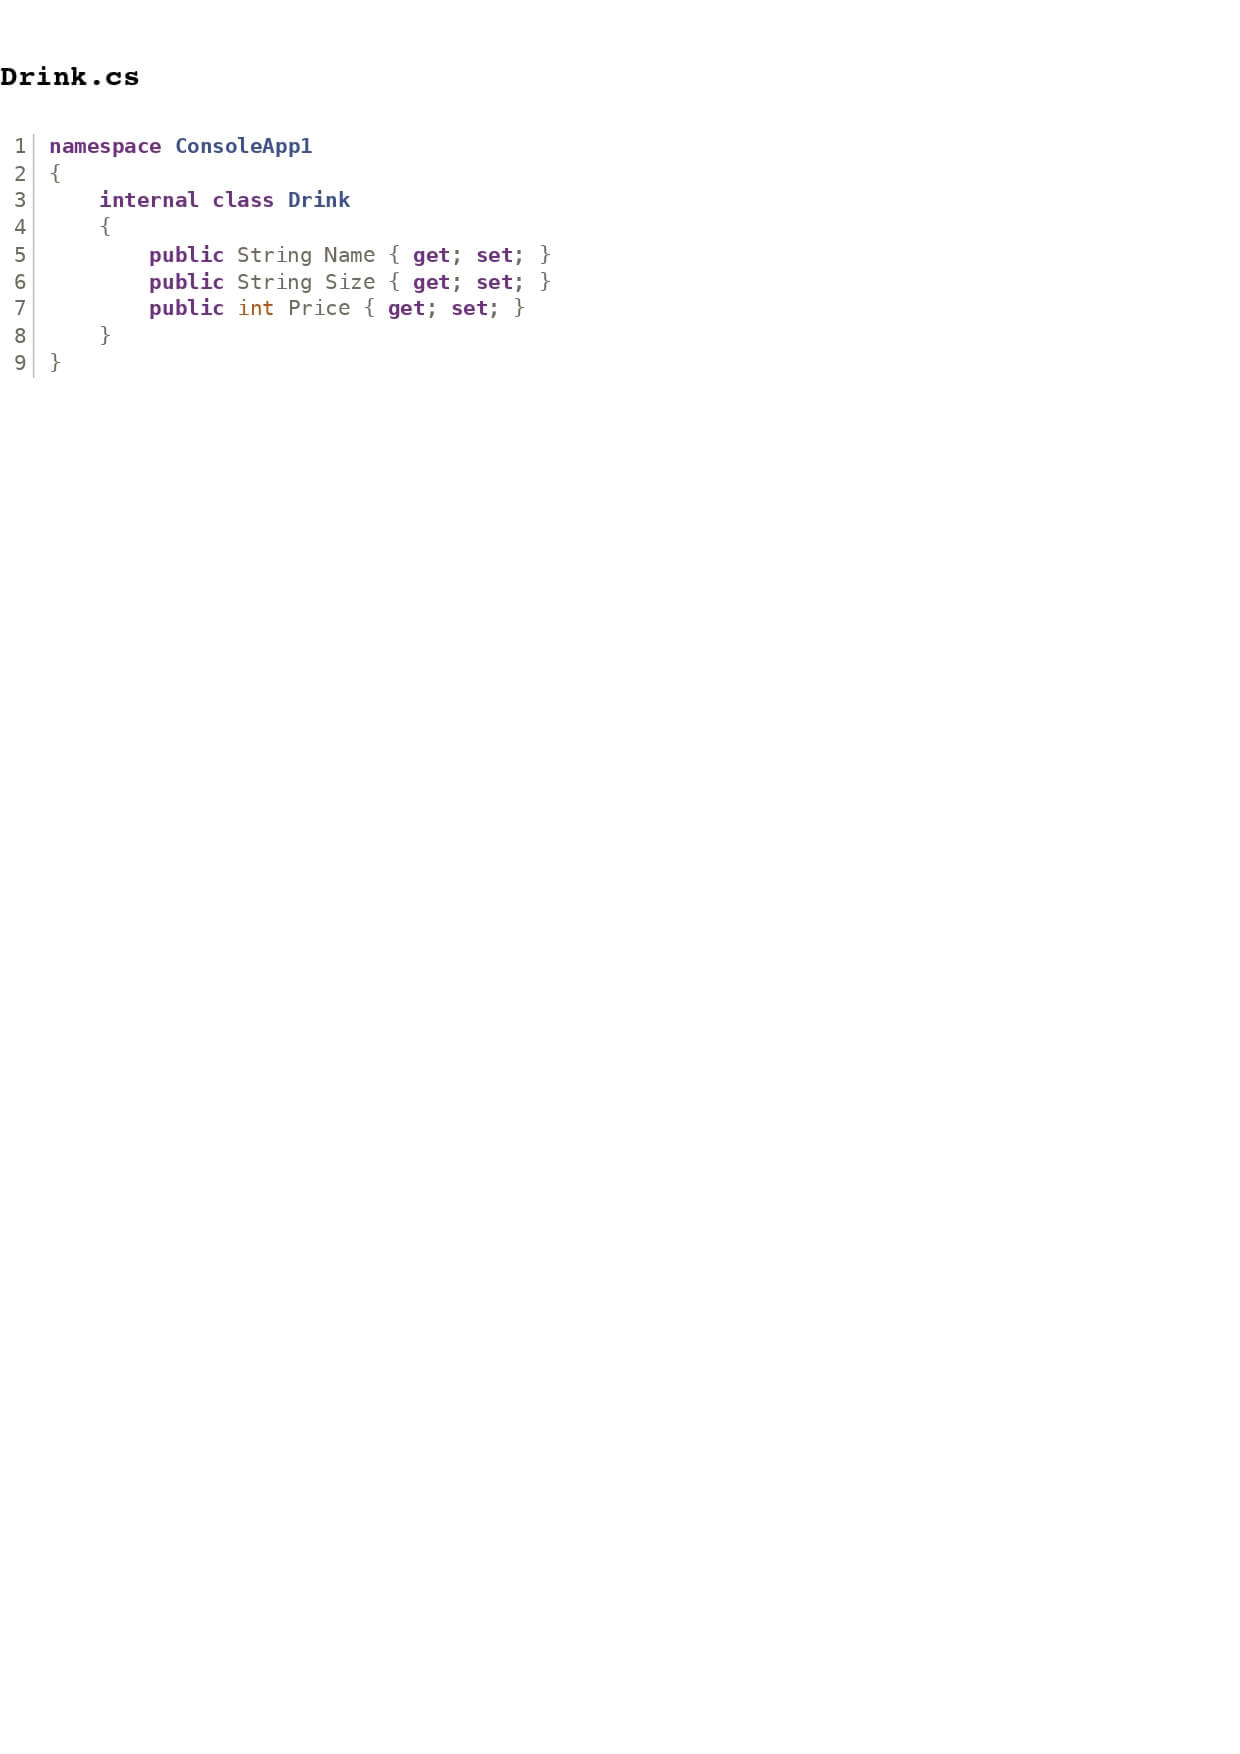 Drink.cs
1 namespace ConsoleApp1
2 {
3     internal class Drink
4     {
5         public String Name { get; set; }
6         public String Size { get; set; }
7         public int Price { get; set; }
8     }
9 }